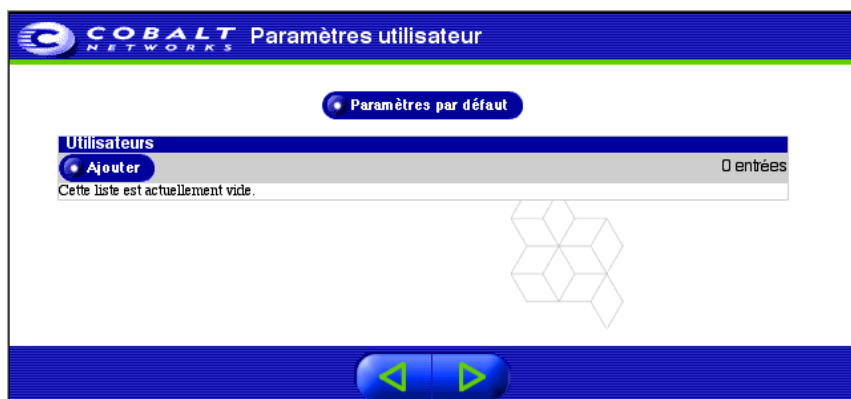 COBALT NETWORKS Paramètres utilisateur
Paramètres par défaut
Utilisateurs
Ajouter 0 entrées
Cette liste est actuellement vide.